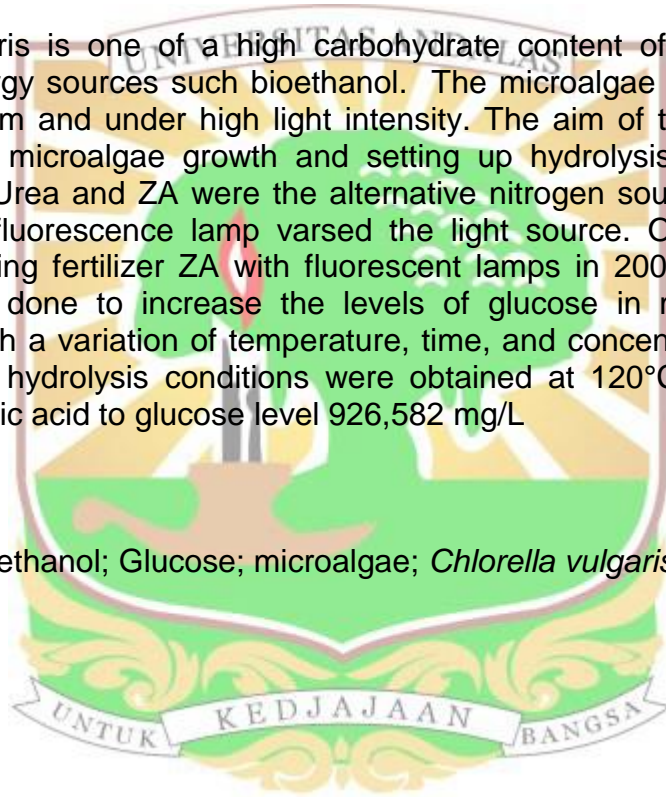 UNIVERSITAS ANDALAS
ris is one of a high carbohydrate content of
gy sources such bioethanol. The microalgae
m and under high light intensity. The aim of t
microalgae growth and setting up hydrolysis
Urea and ZA were the alternative nitrogen sou
fluorescence lamp varsed the light source. O
ing fertilizer ZA with fluorescent lamps in 200
done to increase the levels of glucose in r
h a variation of temperature, time, and concen
hydrolysis conditions were obtained at 120°C
ic acid to glucose level 926,582 mg/L
ethanol; Glucose; microalgae; Chlorella vulgaris
UNTUK KEDJAJAAN BANGSA